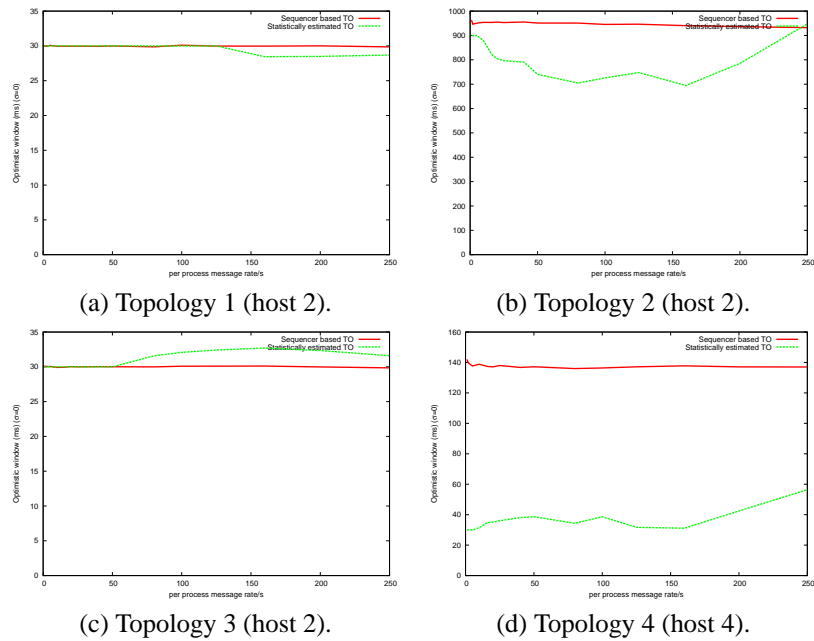 Sequencer based TO
Statistically estimated TO
35
30
25
20
15
10
5
0
Optimistic window (ms) (σ=0)
0 50 100 150 200 250
per process message rate/s
(a) Topology 1 (host 2).
Sequencer based TO
Statistically estimated TO
1000
900
800
700
600
500
400
300
200
100
0
Optimistic window (ms) (σ=0)
0 50 100 150 200 250
per process message rate/s
(b) Topology 2 (host 2).
Sequencer based TO
Statistically estimated TO
35
30
25
20
15
10
5
0
Optimistic window (ms) (σ=0)
0 50 100 150 200 250
per process message rate/s
(c) Topology 3 (host 2).
Sequencer based TO
Statistically estimated TO
160
140
120
100
80
60
40
20
0
Optimistic window (ms) (σ=0)
0 50 100 150 200 250
per process message rate/s
(d) Topology 4 (host 4).